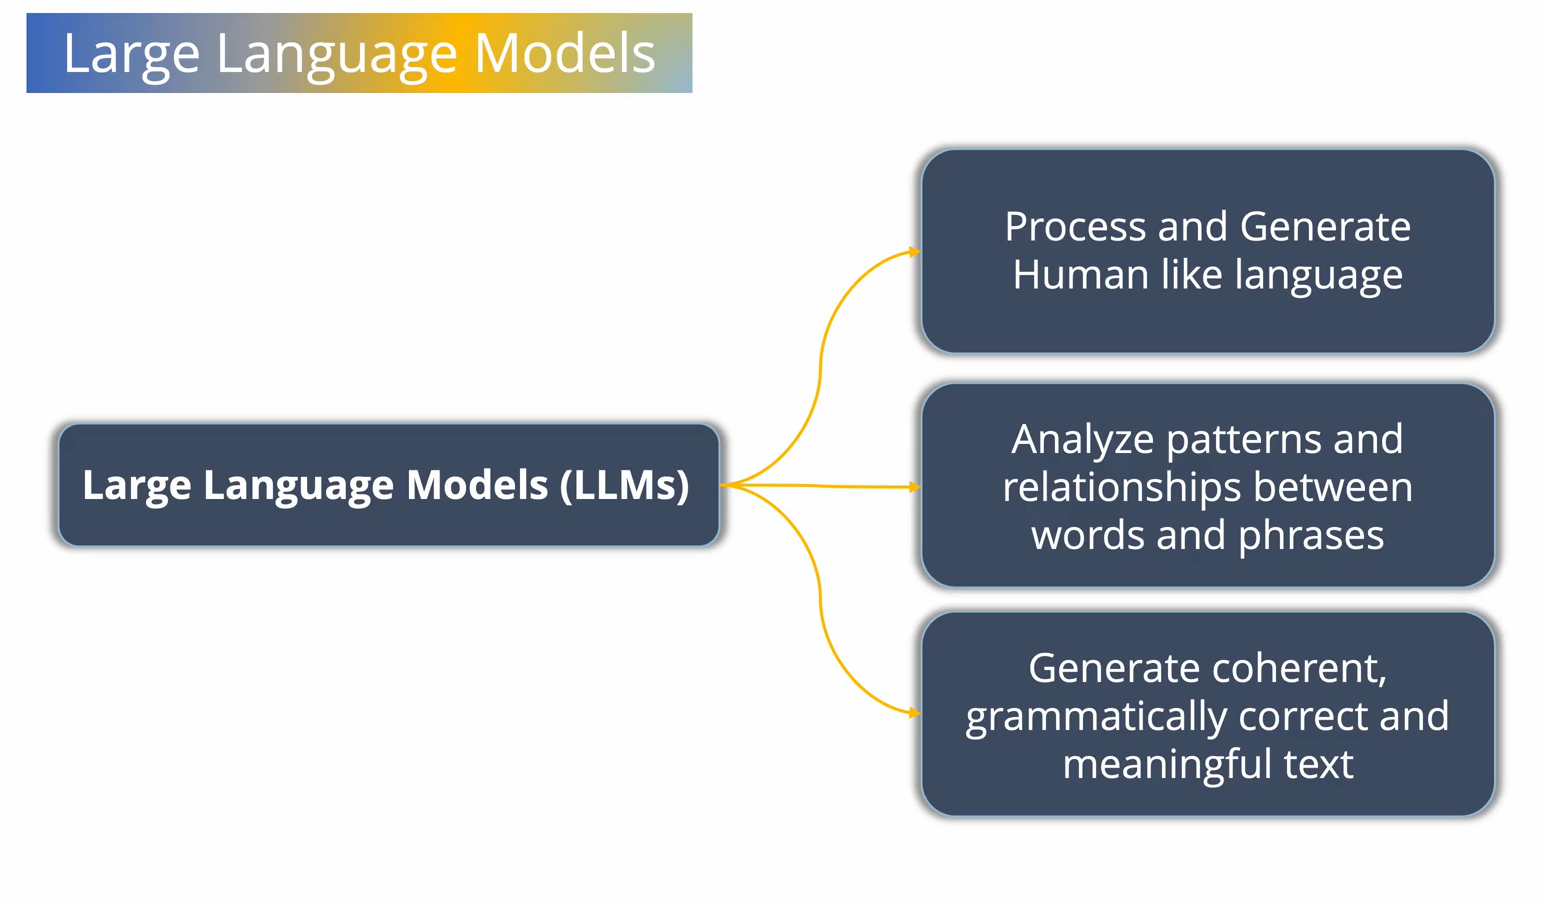 Large Language Models
Process and Generate
Human like language
Large Language Models (LLMs)
Analyze patterns and
relationships between
words and phrases
Generate coherent,
grammatically correct and
meaningful text